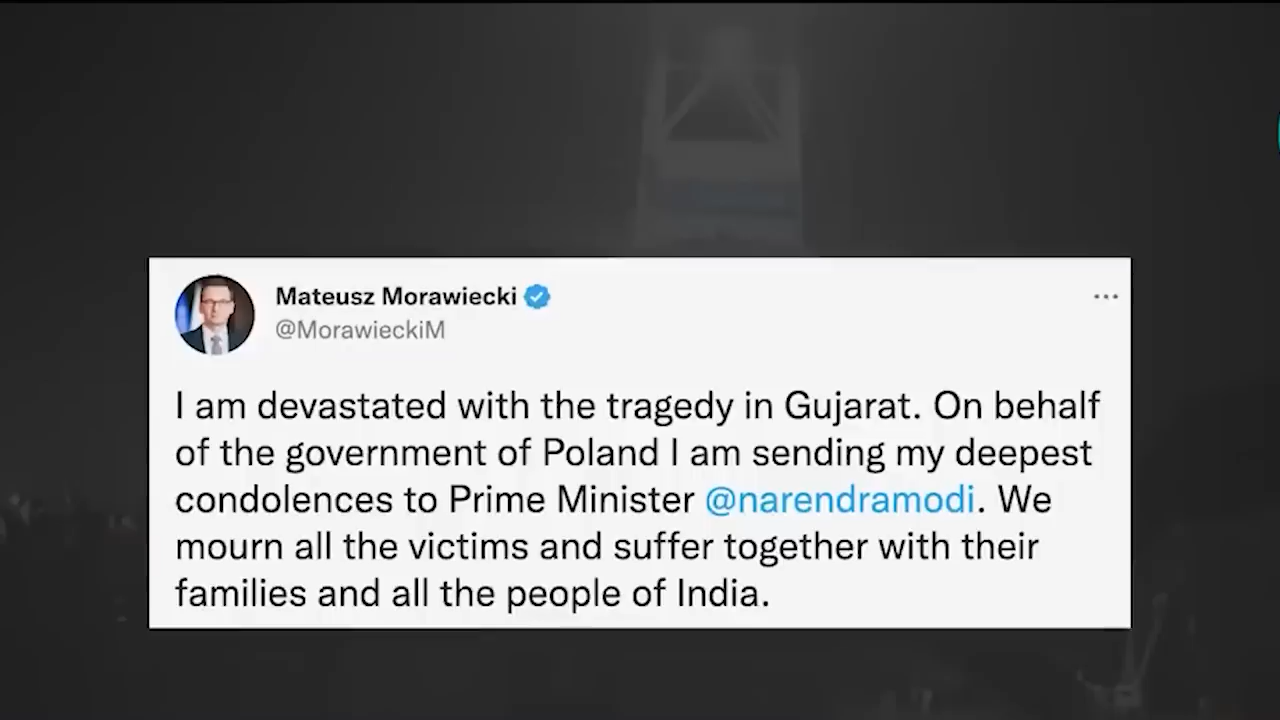 Mateusz Morawiecki
@MorawieckiM
I am devastated with the tragedy in Gujarat. On behalf
of the government of Poland I am sending my deepest
condolences to Prime Minister @narendramodi. We
mourn all the victims and suffer together with their
families and all the people of India.